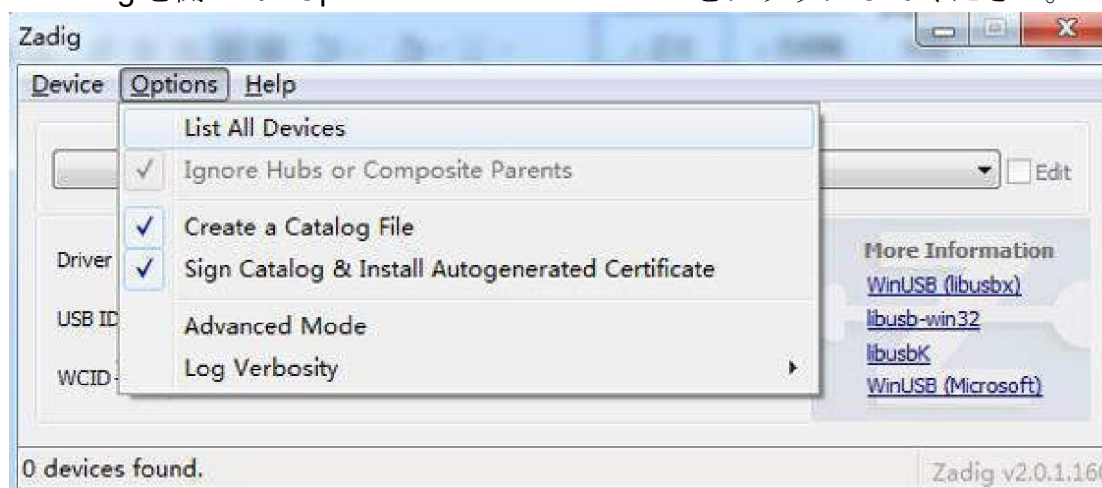 Zadig
Device Options Help
List All Devices
Ignore Hubs or Composite Parents
Edit
Create a Catalog File
Sign Catalog & Install Autogenerated Certificate
Driver
More Information
WinUSB (libusbx)
USB ID
Advanced Mode
libusb-win32
Log Verbosity
libusbK
WCID
WinUSB (Microsoft)
0 devices found.
Zadig v2.0.1.160